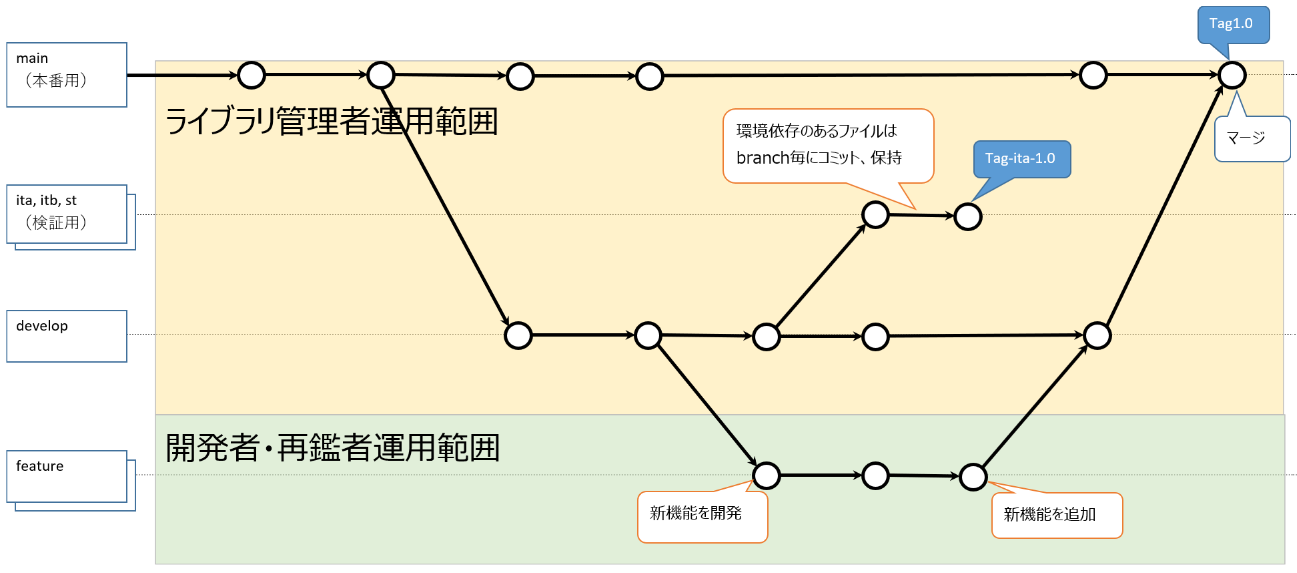 Tag1.0
main
（本番用）
ライブラリ管理者運用範囲
環境依存のあるファイルは
branch毎にコミット、保持
マージ
Tag-ita-1.0
ita, itb, st
（検証用）
develop
開発者・再鑑者運用範囲
feature
新機能を開発
新機能を追加